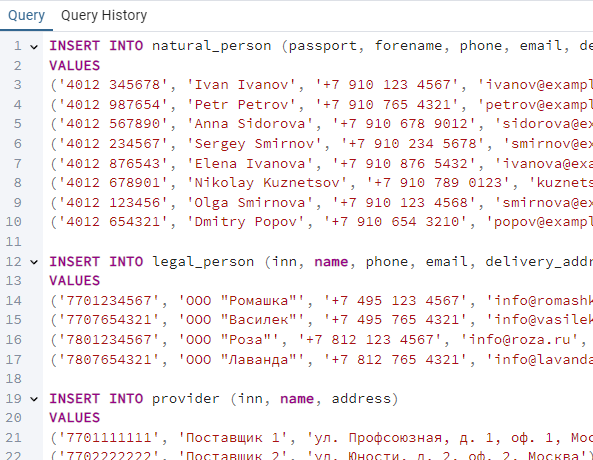 Query Query History
1 INSERT INTO natural_person (passport, forename, phone, email, de
2 VALUES
3 ('4012 345678', 'Ivan Ivanov', '+7 910 123 4567', 'ivanov@exampl
4 ('4012 987654', 'Petr Petrov', '+7 910 765 4321', 'petrov@exampl
5 ('4012 567890', 'Anna Sidorova', '+7 910 678 9012', 'sidorova@ex
6 ('4012 234567', 'Sergey Smirnov', '+7 910 234 5678', 'smirnov@ex
7 ('4012 876543', 'Elena Ivanova', '+7 910 876 5432', 'ivanova@exa
8 ('4012 678901', 'Nikolay Kuznetsov', '+7 910 789 0123', 'kuznets
9 ('4012 123456', 'Olga Smirnova', '+7 910 123 4568', 'smirnova@ex
10 ('4012 654321', 'Dmitry Popov', '+7 910 654 3210', 'popov@exampl
11
12 INSERT INTO legal_person (inn, name, phone, email, delivery_addr
13 VALUES
14 ('7701234567', 'ООО "Ромашка"', '+7 495 123 4567', 'info@romashk
15 ('7707654321', 'ООО "Василек"', '+7 495 765 4321', 'info@vasilek
16 ('7801234567', 'ООО "Роза"', '+7 812 123 4567', 'info@roza.ru',
17 ('7807654321', 'ООО "Лаванда"', '+7 812 765 4321', 'info@lavanda
18
19 INSERT INTO provider (inn, name, address)
20 VALUES
21 ('7701111111', 'Поставщик 1', 'ул. Профсоюзная, д. 1, оф. 1, Мос
22 ('7702222222', 'Поставщик 2', 'ул. Юности, д. 2, оф. 2, Москва')